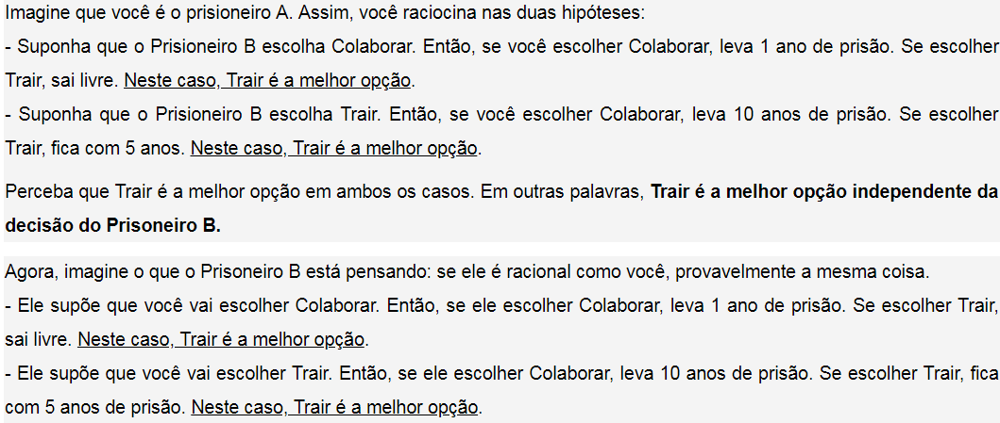 Imagine que você é o prisioneiro A. Assim, você raciocina nas duas hipóteses:
- Suponha que o Prisioneiro B escolha Colaborar. Então, se você escolher Colaborar, leva 1 ano de prisão. Se escolher
Trair, sai livre. Neste caso, Trair é a melhor opção.
- Suponha que o Prisioneiro B escolha Trair. Então, se você escolher Colaborar, leva 10 anos de prisão. Se escolher
Trair, fica com 5 anos. Neste caso, Trair é a melhor opção.
Perceba que Trair é a melhor opção em ambos os casos. Em outras palavras, Trair é a melhor opção independente da
decisão do Prisoneiro B.
Agora, imagine o que o Prisoneiro B está pensando: se ele é racional como você, provavelmente a mesma coisa.
- Ele supõe que você vai escolher Colaborar. Então, se ele escolher Colaborar, leva 1 ano de prisão. Se escolher Trair,
sai livre. Neste caso, Trair é a melhor opção.
- Ele supõe que você vai escolher Trair. Então, se ele escolher Colaborar, leva 10 anos de prisão. Se escolher Trair, fica
com 5 anos de prisão. Neste caso, Trair é a melhor opção.